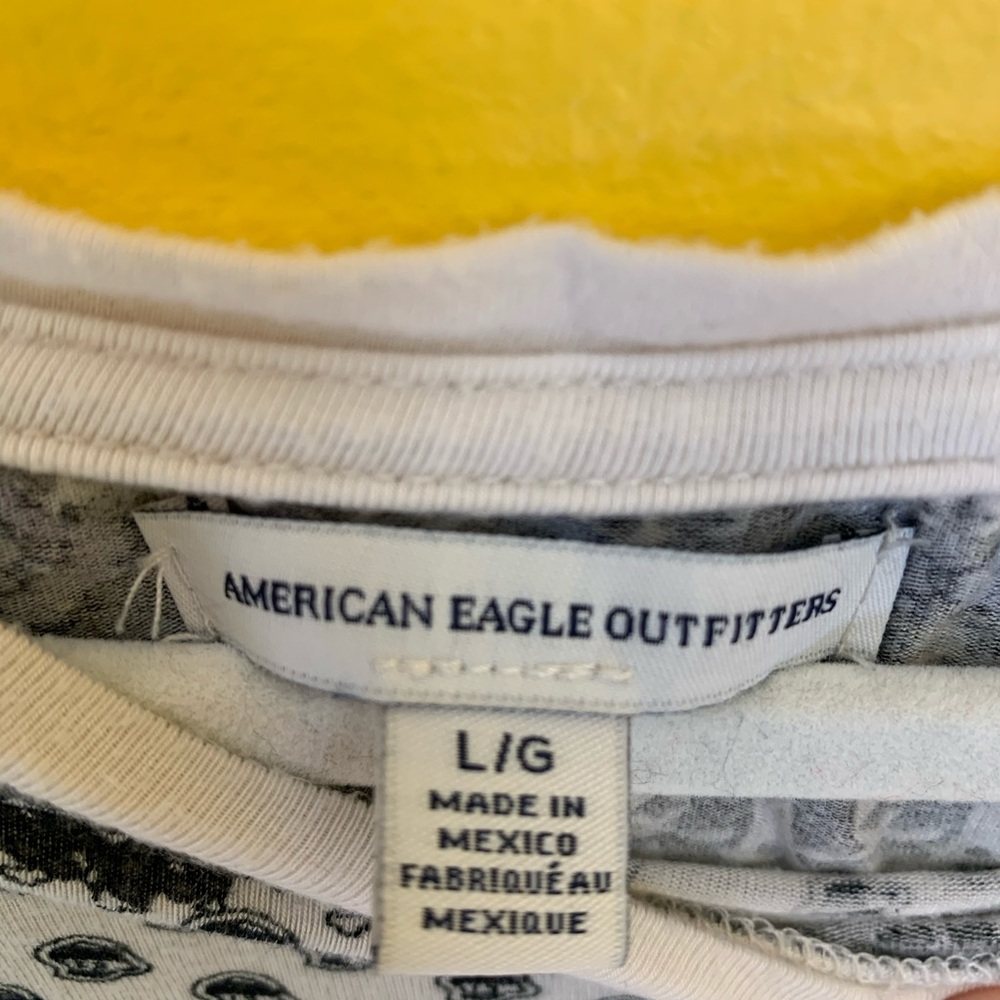 AMERICAN EAGLE OUTFITTERS
L/G
MADE IN
MEXICO
FABRIQUÉ AU
MEXIQUE